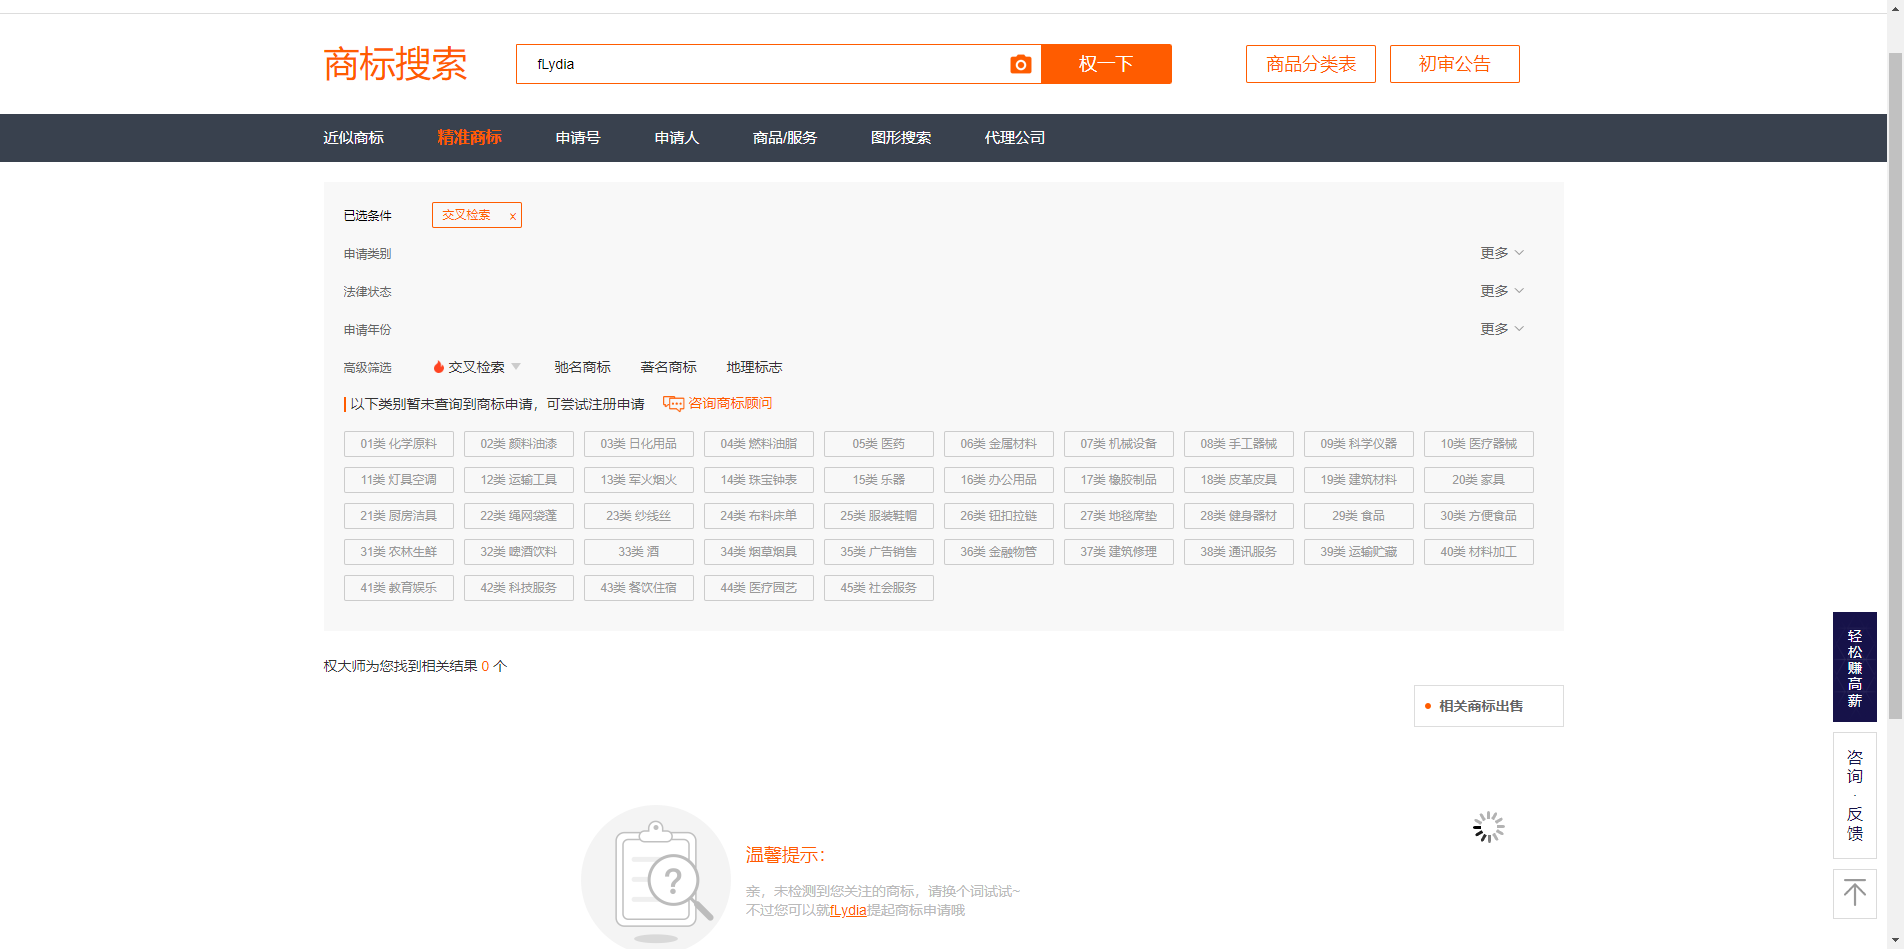 商标搜索
fLydia
权一下
商品分类表
初审公告
近似商标 精准商标 申请号 申请人 商品/服务 图形搜索 代理公司
已选条件 交叉检索 x
申请类别 更多
法律状态 更多
申请年份 更多
高级筛选 交叉检索 驰名商标 著名商标 地理标志
以下类别暂未查询到商标申请，可尝试注册申请 咨询商标顾问
01类 化学原料 02类 颜料油漆 03类 日化用品 04类 燃料油脂 05类 医药 06类 金属材料 07类 机械设备 08类 手工器械 09类 科学仪器 10类 医疗器械
11类 灯具空调 12类 运输工具 13类 军火烟火 14类 珠宝钟表 15类 乐器 16类 办公用品 17类 橡胶制品 18类 皮革皮具 19类 建筑材料 20类 家具
21类 厨房洁具 22类 绳网袋蓬 23类 纱线丝 24类 布料床单 25类 服装鞋帽 26类 钮扣拉链 27类 地毯席垫 28类 健身器材 29类 食品 30类 方便食品
31类 农林生鲜 32类 啤酒饮料 33类 酒 34类 烟草烟具 35类 广告销售 36类 金融物管 37类 建筑修理 38类 通讯服务 39类 运输贮藏 40类 材料加工
41类 教育娱乐 42类 科技服务 43类 餐饮住宿 44类 医疗园艺 45类 社会服务
权大师为您找到相关结果 0 个
相关商标出售
温馨提示：
亲，未检测到您关注的商标，请换个词试试~
不过您可以就fLydia提起商标申请哦
轻松赚高薪
咨询·反馈